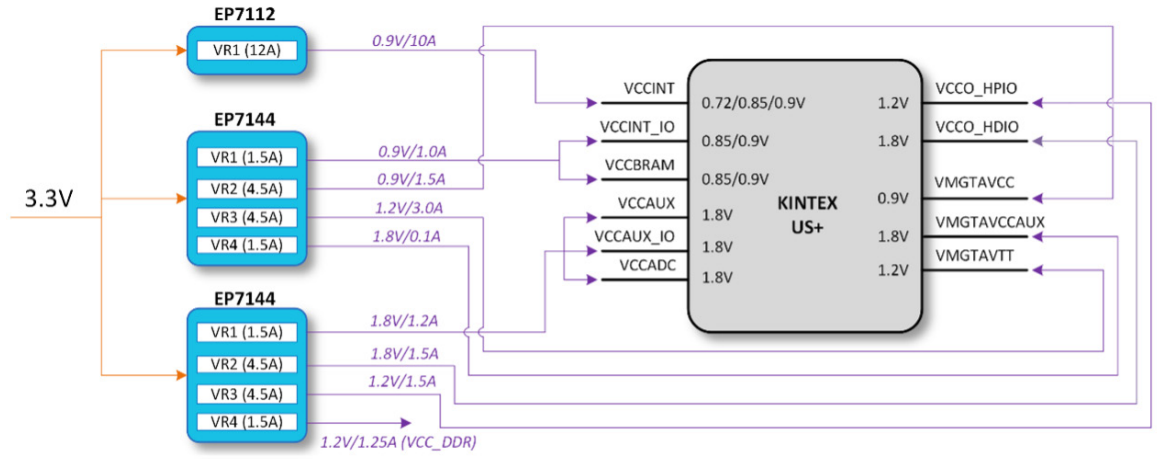 EP7112
VR1 (12A)
0.9V/10A
3.3V
EP7144
VR1 (1.5A)
0.9V/1.0A
VR2 (4.5A)
0.9V/1.5A
VR3 (4.5A)
1.2V/3.0A
VR4 (1.5A)
1.8V/0.1A
EP7144
VR1 (1.5A)
1.8V/1.2A
VR2 (4.5A)
1.8V/1.5A
VR3 (4.5A)
1.2V/1.5A
VR4 (1.5A)
1.2V/1.25A (VCC_DDR)
VCCINT
0.72/0.85/0.9V
VCCINT_IO
0.85/0.9V
VCCBRAM
0.85/0.9V
VCCAUX
1.8V
VCCAUX_IO
1.8V
VCCADC
1.8V
KINTEX
US+
1.2V
VCCO_HPIO
1.8V
VCCO_HDIO
0.9V
VMGTAVCC
1.8V
VMGTAVCCAUX
1.2V
VMGTAVTT